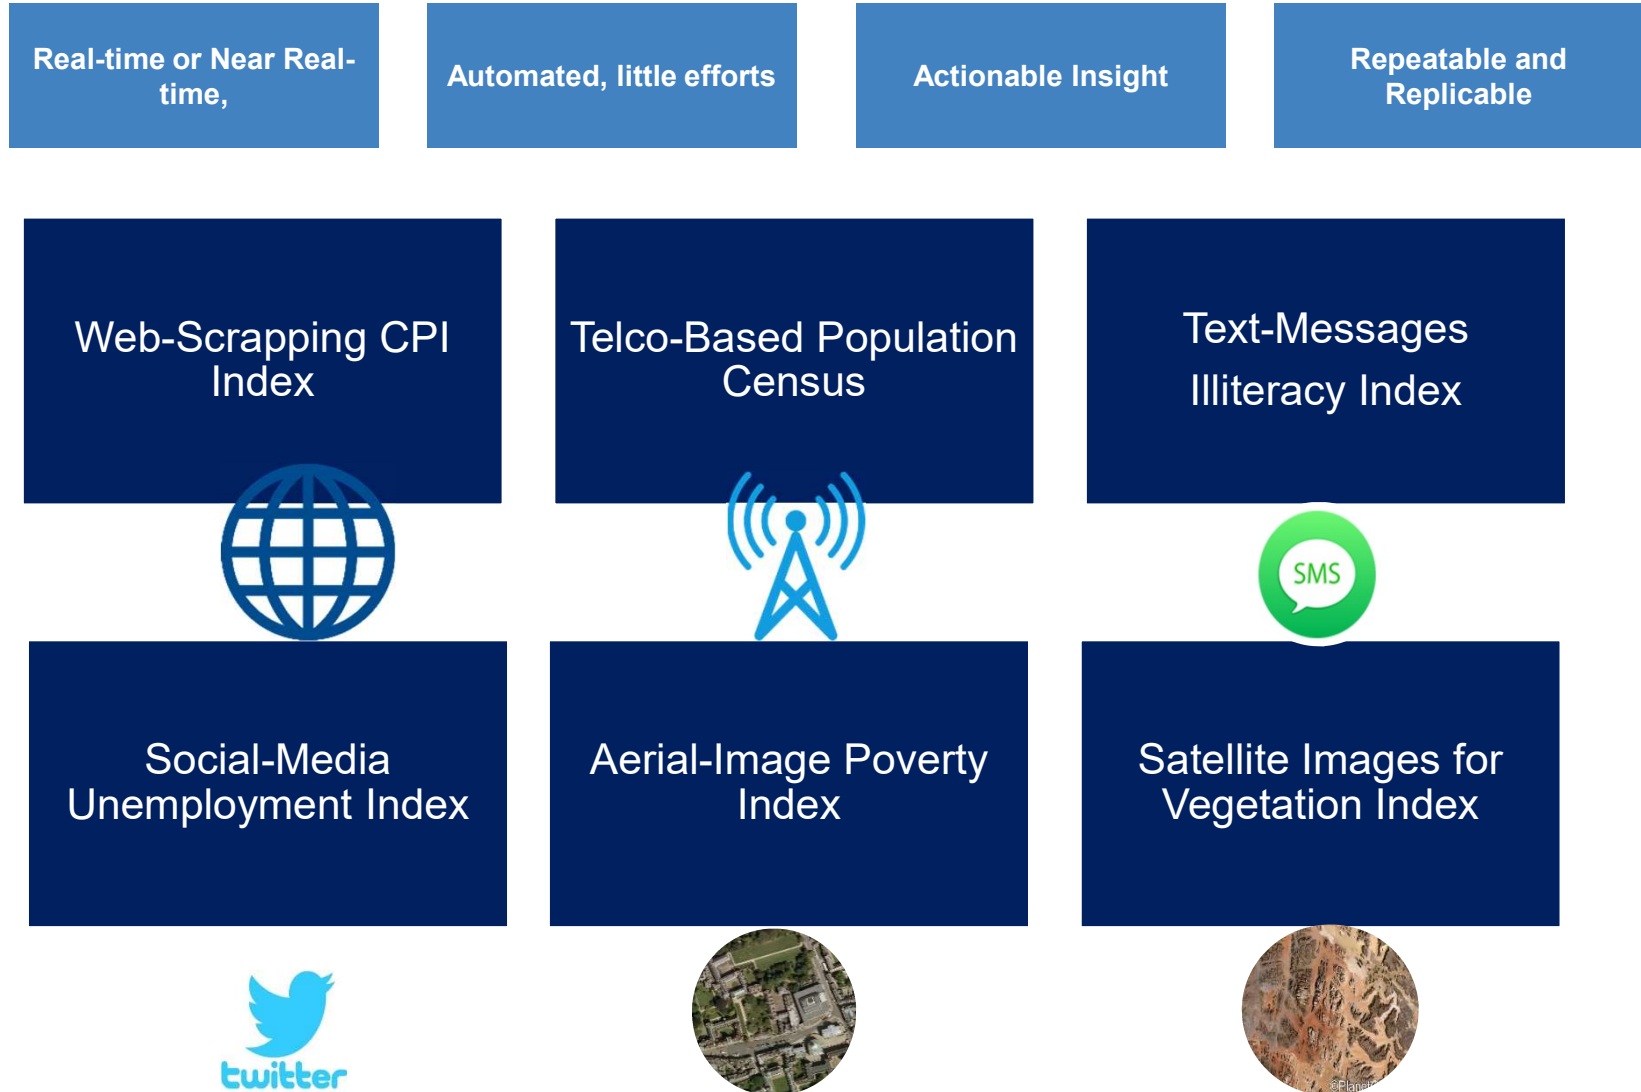 Real-time or Near Real-
time,
Automated, little efforts
Actionable Insight
Repeatable and
Replicable
Web-Scrapping CPI
Index
Telco-Based Population
Census
Text-Messages
Illiteracy Index
SMS
Social-Media
Unemployment Index
Aerial-Image Poverty
Index
Satellite Images for
Vegetation Index
twitter